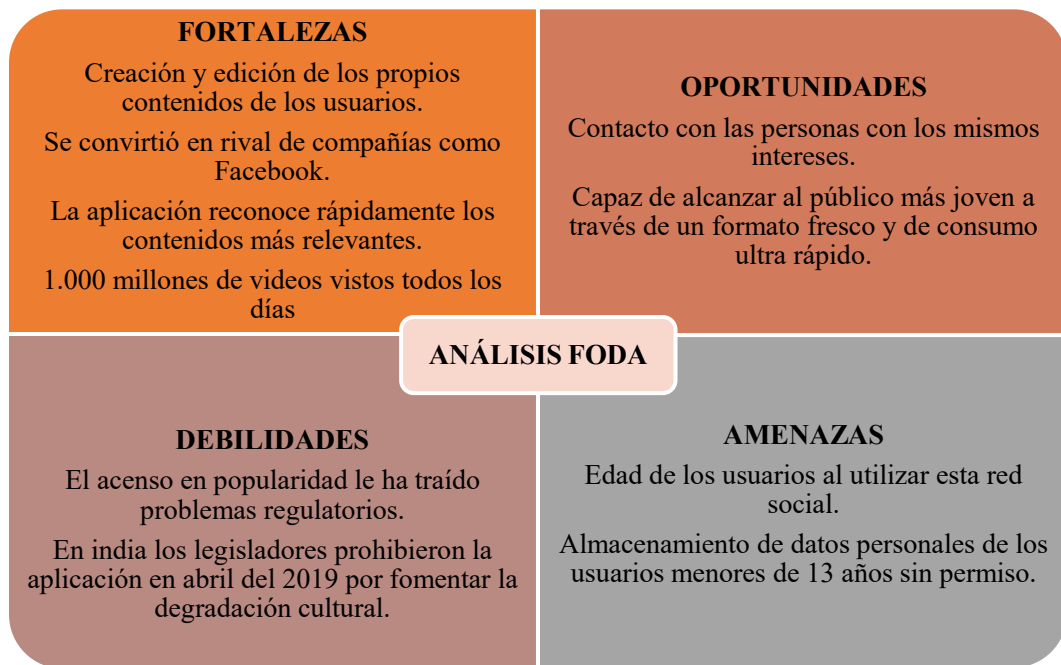 FORTALEZAS
Creación y edición de los propios
contenidos de los usuarios.
Se convirtió en rival de compañías como
Facebook.
La aplicación reconoce rápidamente los
contenidos más relevantes.
1.000 millones de videos vistos todos los
días
OPORTUNIDADES
Contacto con las personas con los mismos
intereses.
Capaz de alcanzar al público más joven a
través de un formato fresco y de consumo
ultra rápido.
ANÁLISIS FODA
DEBILIDADES
El acenso en popularidad le ha traído
problemas regulatorios.
En india los legisladores prohibieron la
aplicación en abril del 2019 por fomentar la
degradación cultural.
AMENAZAS
Edad de los usuarios al utilizar esta red
social.
Almacenamiento de datos personales de los
usuarios menores de 13 años sin permiso.